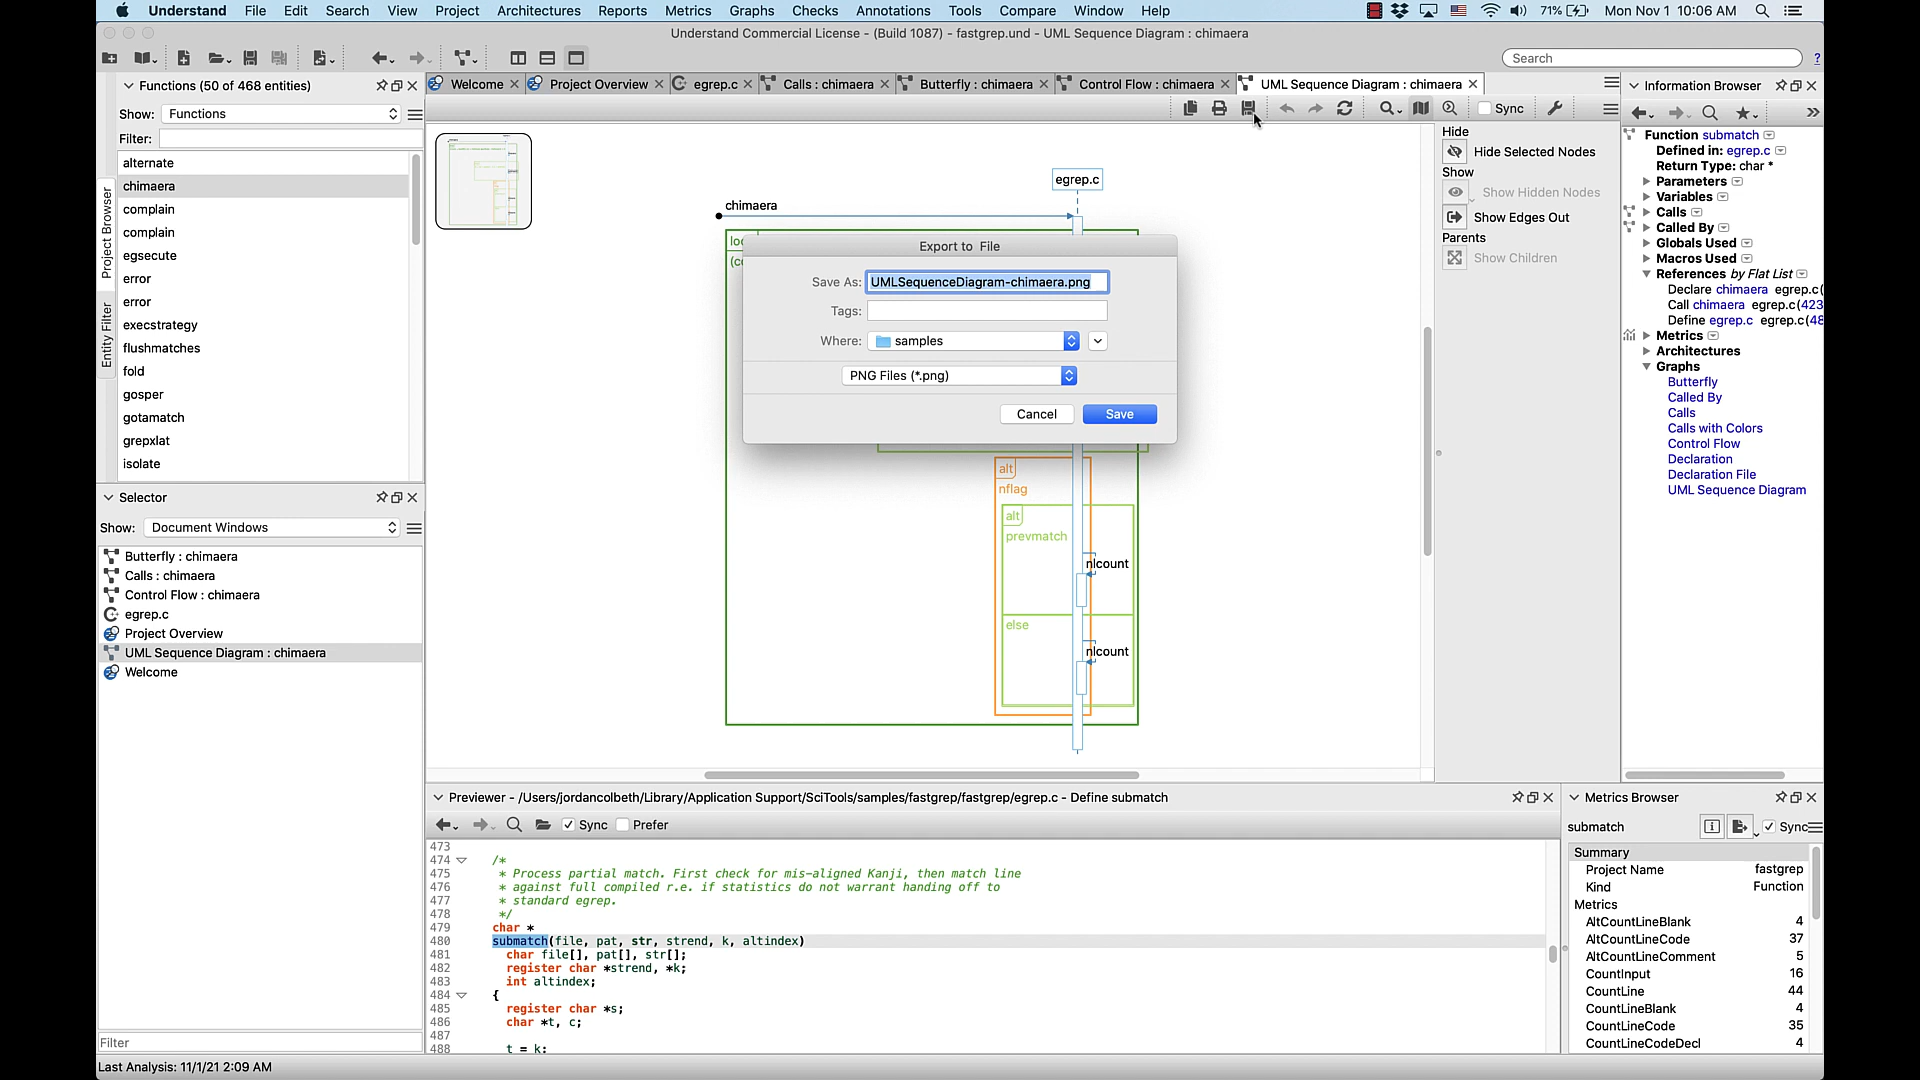 Understand File Edit Search View Project Architectures Reports Metrics Graphs Checks Annotations Tools Compare Window Help 71% Mon Nov 1 10:06 AM
Understand Commercial License - (Build 1087) - fastgrep.und - UML Sequence Diagram : chimaera
Search ?
Functions (50 of 468 entities)
Show: Functions
Filter:
alternate
chimaera
complain
complain
egsecute
error
error
execstrategy
flushmatches
fold
gosper
gotamatch
grepxlat
isolate
Project Browser
Entity Filter
Selector
Show: Document Windows
Butterfly : chimaera
Calls : chimaera
Control Flow : chimaera
egrep.c
Project Overview
UML Sequence Diagram : chimaera
Welcome
Filter
Last Analysis: 11/1/21 2:09 AM
Welcome Project Overview egrep.c Calls : chimaera Butterfly : chimaera Control Flow : chimaera UML Sequence Diagram : chimaera
Sync
egrep.c
chimaera
alt
nflag
alt
prevmatch
nlcount
else
nlcount
Export to File
Save As: UMLSequenceDiagram-chimaera.png
Tags:
Where: samples
PNG Files (*.png)
Cancel Save
Hide
Hide Selected Nodes
Show
Show Hidden Nodes
Show Edges Out
Parents
Show Children
Information Browser
Function submatch
Defined in: egrep.c
Return Type: char *
Parameters
Variables
Calls
Called By
Globals Used
Macros Used
References by Flat List
Declare chimaera egrep.c(
Call chimaera egrep.c(423
Define egrep.c egrep.c(48
Metrics
Architectures
Graphs
Butterfly
Called By
Calls
Calls with Colors
Control Flow
Declaration
Declaration File
UML Sequence Diagram
Previewer - /Users/jordancolbeth/Library/Application Support/SciTools/samples/fastgrep/fastgrep/egrep.c - Define submatch
Sync Prefer
473
474 /*
475 * Process partial match. First check for mis-aligned Kanji, then match line
476 * against full compiled r.e. if statistics do not warrant handing off to
477 * standard egrep.
478 */
479 char *
480 submatch(file, pat, str, strend, k, altindex)
481 char file[], pat[], str[];
482 register char *strend, *k;
483 int altindex;
484 {
485 register char *s;
486 char *t, c;
487
488 t = k;
Metrics Browser
submatch Sync
Summary
Project Name fastgrep
Kind Function
Metrics
AltCountLineBlank 4
AltCountLineCode 37
AltCountLineComment 5
CountInput 16
CountLine 44
CountLineBlank 4
CountLineCode 35
CountLineCodeDecl 4